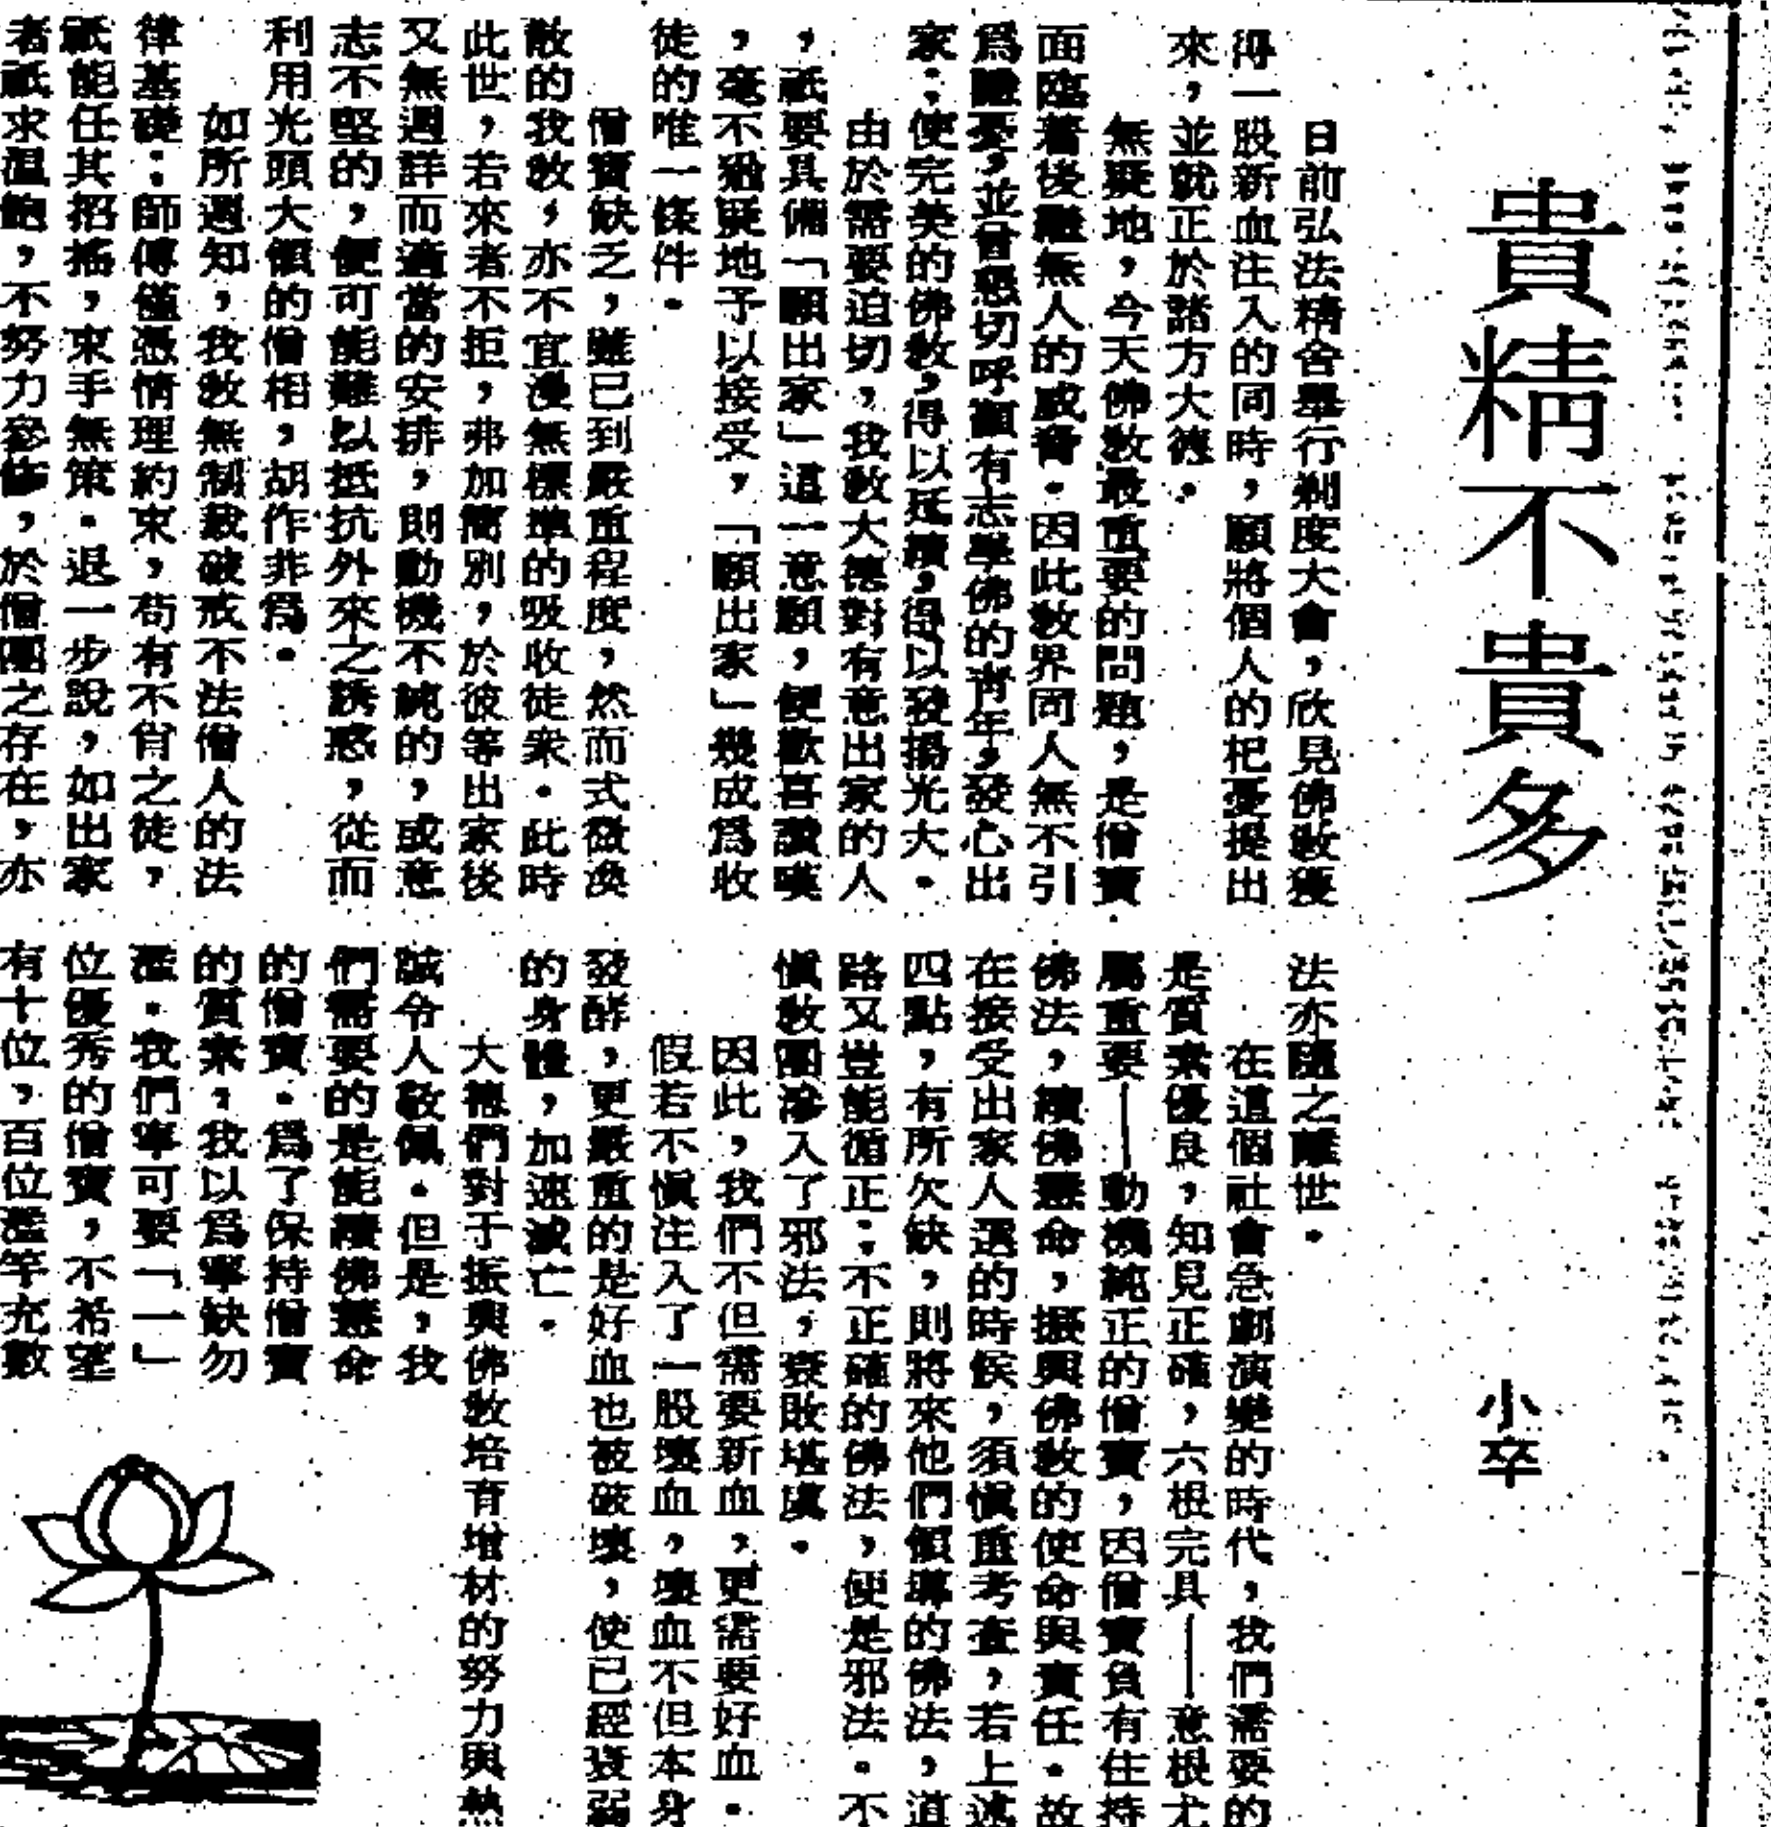 貴精不貴多
小卒
日前弘法精舍舉行剃度大會，欣見佛敎獲
得一股新血注入的同時，願將個人的杞憂提出
來，並就正於諸方大德。
無疑地，今天佛敎最重要的問題，是僧寶
面臨著後繼無人的威脅。因此敎界同人無不引
爲隱憂，並曾懇切呼籲有志學佛的靑年，發心出
家：使完美的佛敎，得以延續，得以發揚光大。
由於需要迫切，我敎大德對有意出家的人
，祇要具備「願出家」這一意願，便歡喜讚嘆
，毫不猶疑地予以接受，「願出家」幾成爲收
徒的唯一條件。
僧寶缺乏，雖已到嚴重程度，然而式微渙
散的我敎，亦不宜漫無標準的吸收徒衆。此時
此世，若來者不拒，弗加簡別，於彼等出家後
又無週詳而適當的安排，則動機不純的，或意
志不堅的，便可能難以抵抗外來之誘惑，從而
利用光頭大領的僧相，胡作非爲。
如所週知，我敎無制裁破戒不法僧人的法
律基礎：師傅僅憑情理約束，苟有不肖之徒，
祇能任其招搖，束手無策。退一步說，如出家
者祇求溫飽，不努力參修，於僧團之存在，亦
法亦隨之離世。
在這個社會急劇演變的時代，我們需要的
是質素優良，知見正確，六根完具——意根尤
屬重要——動機純正的僧寶，因僧寶負有住持
佛法，續佛慧命，振興佛敎的使命與責任。故
在接受出家人選的時候，須愼重考查，若上述
四點，有所欠缺，則將來他們領導的佛法，道
路又豈能循正：不正確的佛法，便是邪法。不
愼敎團滲入了邪法，衰敗堪虞。
因此，我們不但需要新血，更需要好血。
假若不愼注入了一股壞血，壞血不但本身
發酵，更嚴重的是好血也被破壞，使已經衰弱
的身體，加速滅亡。
大德們對于振興佛敎培育增材的努力與熱
誠令人敬佩。但是，我
們需要的是能續佛慧命
的僧寶。爲了保持僧寶
的質素，我以爲寧缺勿
濫。我們寧可要「一」
位優秀的僧寶，不希望
有十位，百位濫竽充數